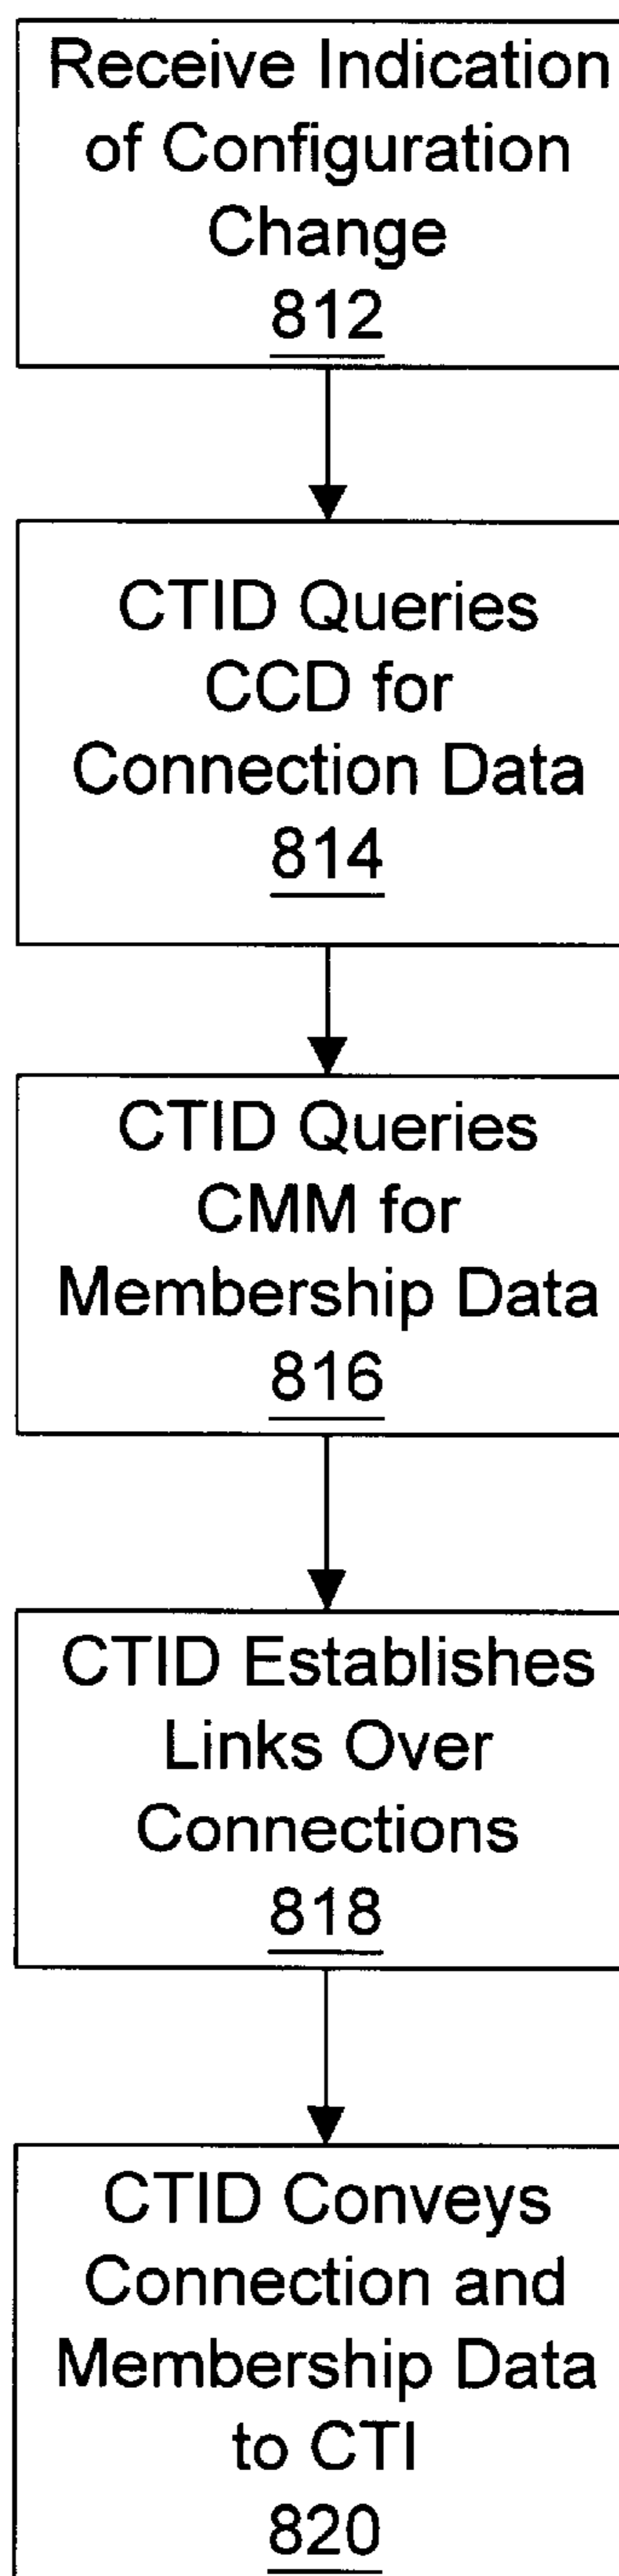 Receive Indication
of Configuration
Change
812
CTID Queries
CCD for
Connection Data
814
CTID Queries
CMM for
Membership Data
816
CTID Establishes
Links Over
Connections
818
CTID Conveys
Connection and
Membership Data
to CTI
820